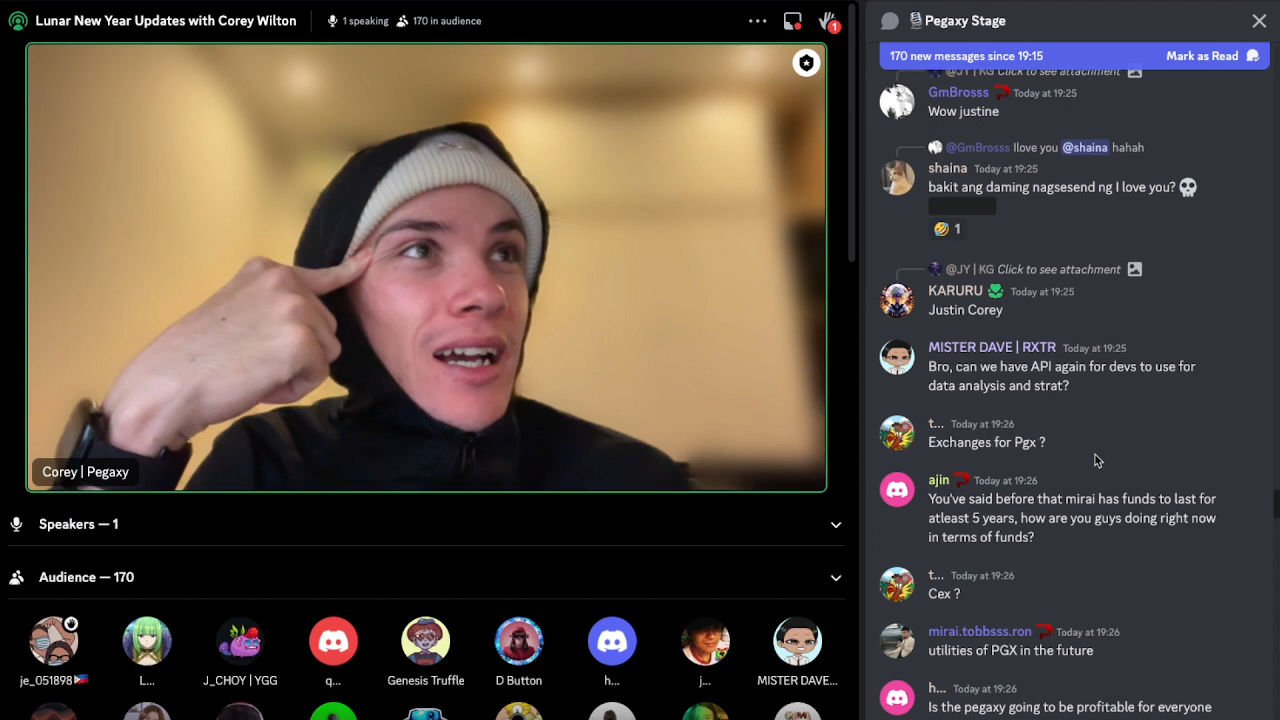 Lunar New Year Updates with Corey Wilton
1 speaking
170 in audience
1
Corey | Pegaxy
Speakers — 1
Audience — 170
je_051898🇵🇭
L...
J_CHOY | YGG
q...
Genesis Truffle
D Button
h...
j...
MISTER DAVE...
Pegaxy Stage
170 new messages since 19:15
Mark as Read
@JY | KG Click to see attachment
GmBrosss Today at 19:25
Wow justine
@GmBrosss Ilove you @shaina hahah
shaina Today at 19:25
bakit ang daming nagsesend ng I love you? 💀
🤣 1
@JY | KG Click to see attachment
KARURU Today at 19:25
Justin Corey
MISTER DAVE | RXTR Today at 19:25
Bro, can we have API again for devs to use for
data analysis and strat?
t... Today at 19:26
Exchanges for Pgx ?
ajin Today at 19:26
You've said before that mirai has funds to last for
atleast 5 years, how are you guys doing right now
in terms of funds?
t... Today at 19:26
Cex ?
mirai.tobbsss.ron Today at 19:26
utilities of PGX in the future
h... Today at 19:26
Is the pegaxy going to be profitable for everyone